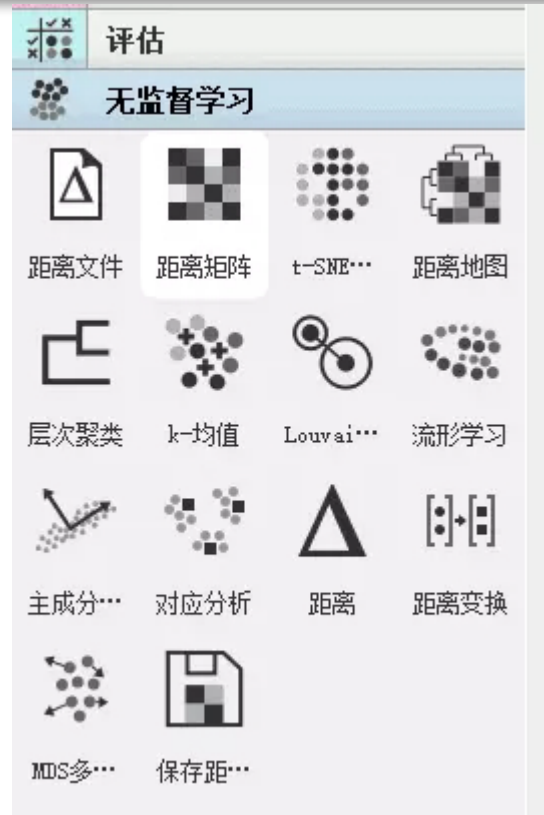 评估
无监督学习
距离文件 距离矩阵 t-SNE… 距离地图
层次聚类 k-均值 Louvai… 流形学习
主成分… 对应分析 距离 距离变换
MDS多… 保存距…